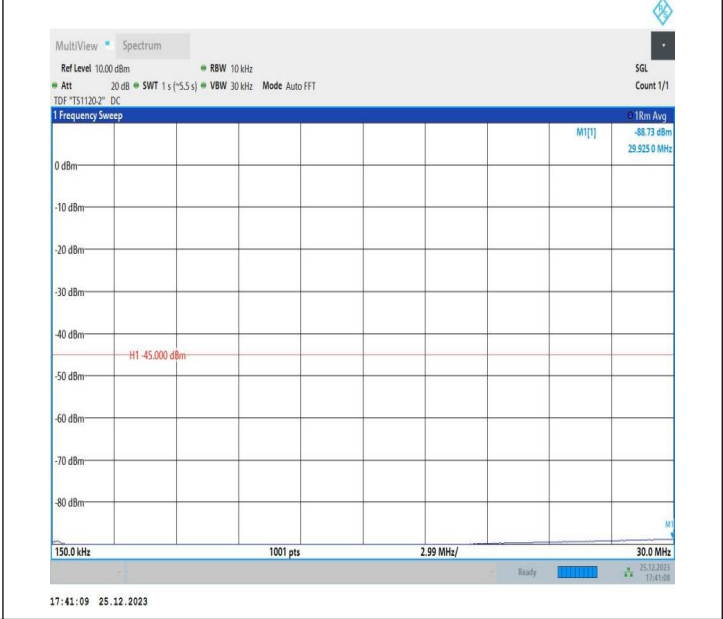 MultiView Spectrum
Ref Level 10.00 dBm RBW 10 kHz SGL
Att 20 dB SWT 1 s (~5.5 s) VBW 30 kHz Mode Auto FFT Count 1/1
TDF "TS1120-2" DC
1 Frequency Sweep 1Rm Avg
M1[1] -88.73 dBm
29.925 0 MHz
0 dBm
-10 dBm
-20 dBm
-30 dBm
-40 dBm
H1 -45.000 dBm
-50 dBm
-60 dBm
-70 dBm
-80 dBm
M1
150.0 kHz 1001 pts 2.99 MHz/ 30.0 MHz
Ready 25.12.2023
17:41:08
17:41:09 25.12.2023